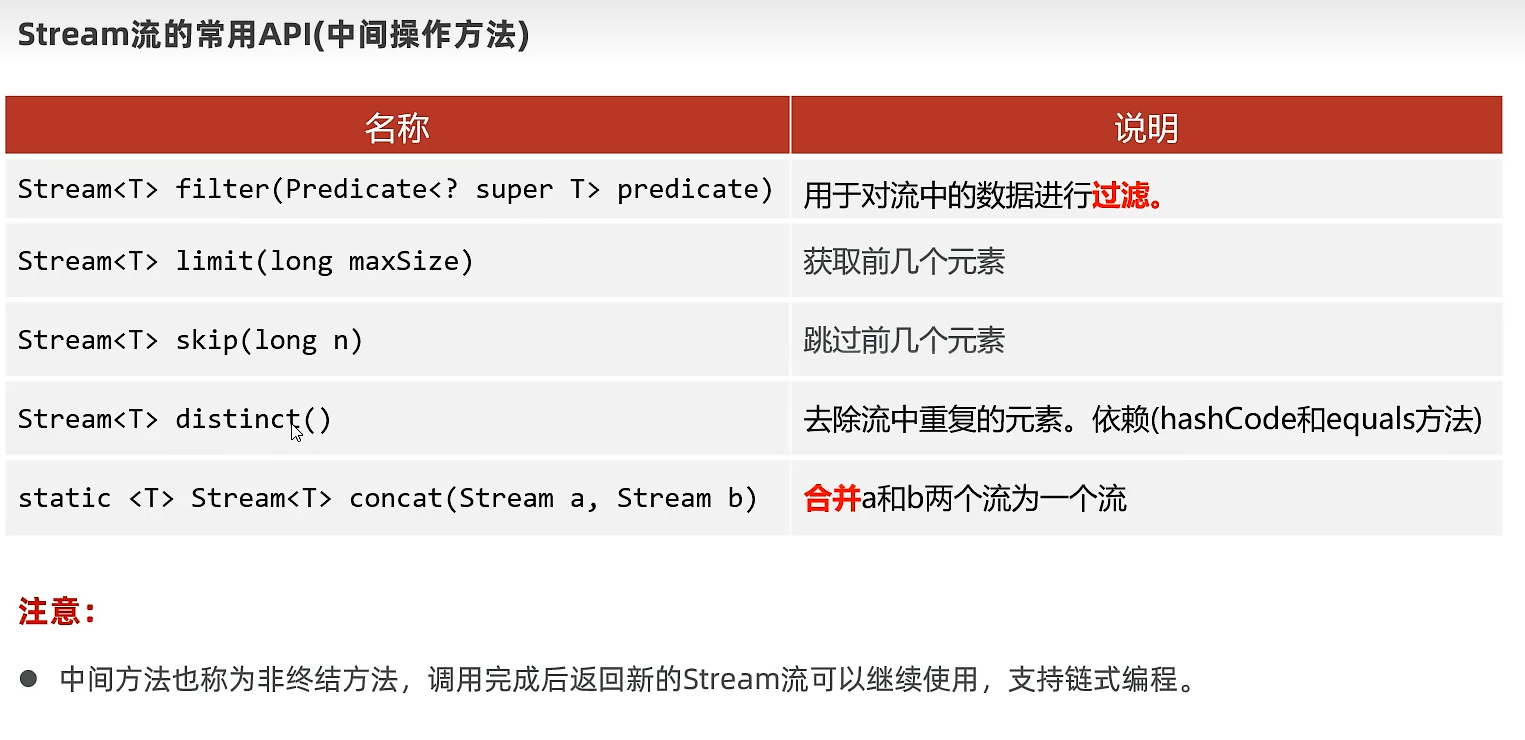 Stream流的常用API(中间操作方法)
名称 说明
Stream<T> filter(Predicate<? super T> predicate) 用于对流中的数据进行过滤。
Stream<T> limit(long maxSize) 获取前几个元素
Stream<T> skip(long n) 跳过前几个元素
Stream<T> distinct() 去除流中重复的元素。依赖(hashCode和equals方法)
static <T> Stream<T> concat(Stream a, Stream b) 合并a和b两个流为一个流
注意：
● 中间方法也称为非终结方法，调用完成后返回新的Stream流可以继续使用，支持链式编程。